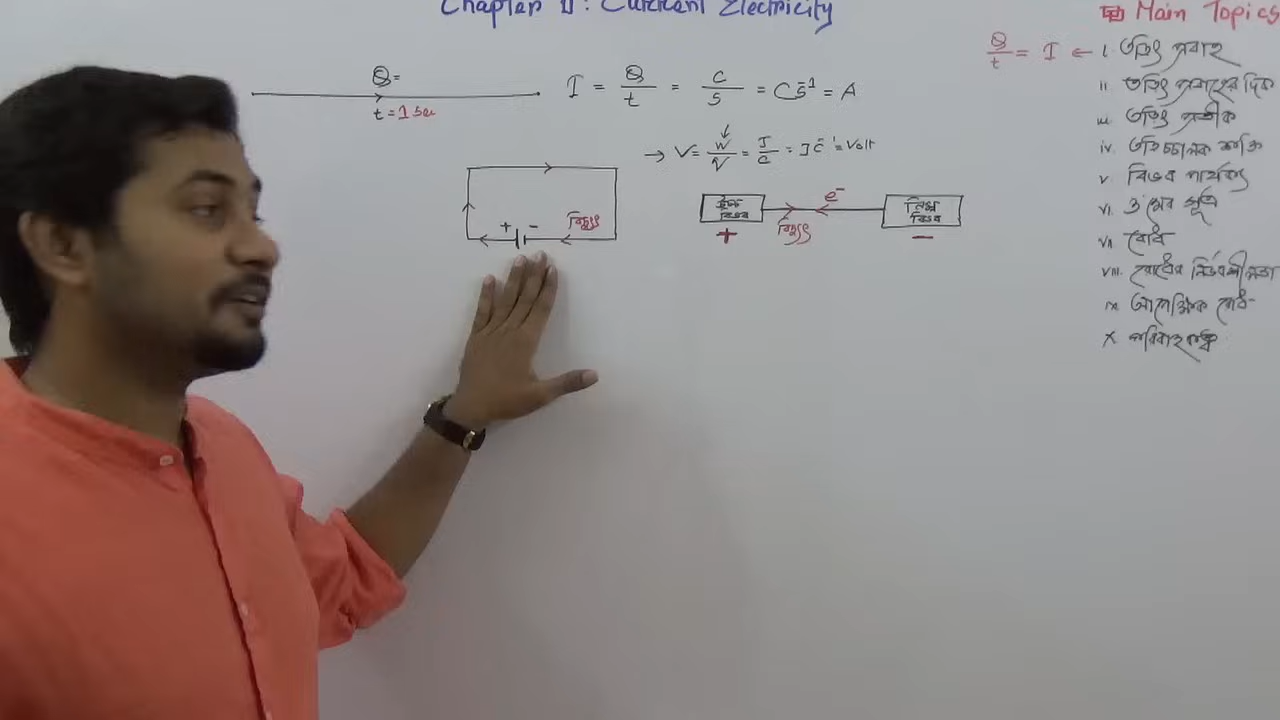 Chapter 11: Current Electricity
Q=
t = 1 Sec
I = Q/t = C/S = CS⁻¹ = A
→ V = W/V = J/C = JC⁻¹ = Volt
+ -
বিদ্যুৎ
উচ্চ বিভব
e⁻
নিম্ন বিভব
+
বিদ্যুৎ
-
Main Topics
Q/t = I ← i. তড়িৎ প্রবাহ
ii তড়িৎ প্রবাহের দিক
iii. তড়িৎ প্রতীক
iv. তড়িচ্চালক শক্তি
v. বিভব পার্থক্য
vi. ও'মের সূত্র
vii রোধ
viii. রোধের নির্ভরশীলতা
ix আপেক্ষিক রোধ
x পরিবাহকত্ব